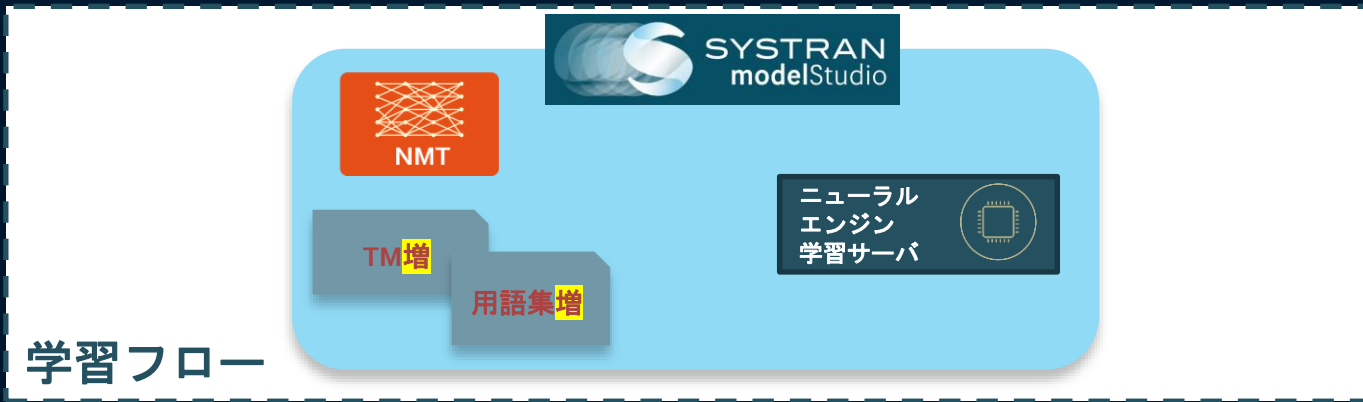 SYSTRAN
modelStudio
NMT
ニューラル
エンジン
学習サーバ
TM増
用語集増
学習フロー